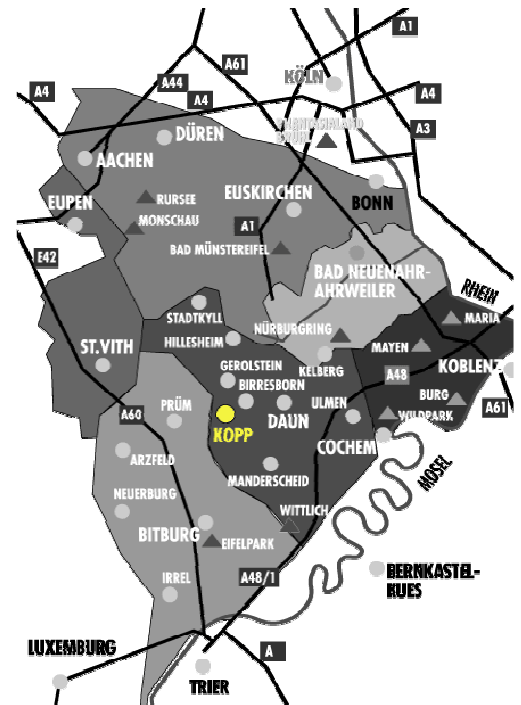 A1
A61
KÖLN
A44
A4
A4
A4
A3
DÜREN
AACHEN
RURSEE
EUSKIRCHEN
BONN
EUPEN
MONSCHAU
A1
E42
BAD MÜNSTEREIFEL
BAD NEUENAHR-
AHRWEILER
RHEIN
STADTKYLL
NÜRBURGRING
MARIA
ST.VITH
HILLESHEIM
MAYEN
GEROLSTEIN
KELBERG
KOBLENZ
A48
BIRRESBORN
BURG
A60
PRÜM
ULMEN
WILDPARK
A61
KOPP
DAUN
COCHEM
ARZFELD
MANDERSCHEID
MOSEL
NEUERBURG
WITTLICH
BITBURG
EIFELPARK
IRREL
A48/1
BERNKASTEL-
KUES
LUXEMBURG
A
TRIER